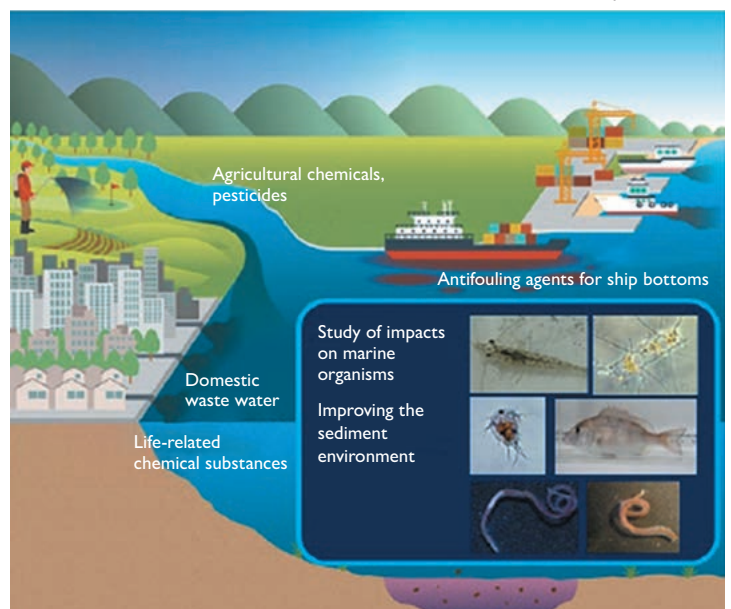 Agricultural chemicals,
pesticides
Antifouling agents for ship bottoms
Study of impacts
on marine
organisms
Improving the
sediment
environment
Domestic
waste water
Life-related
chemical substances